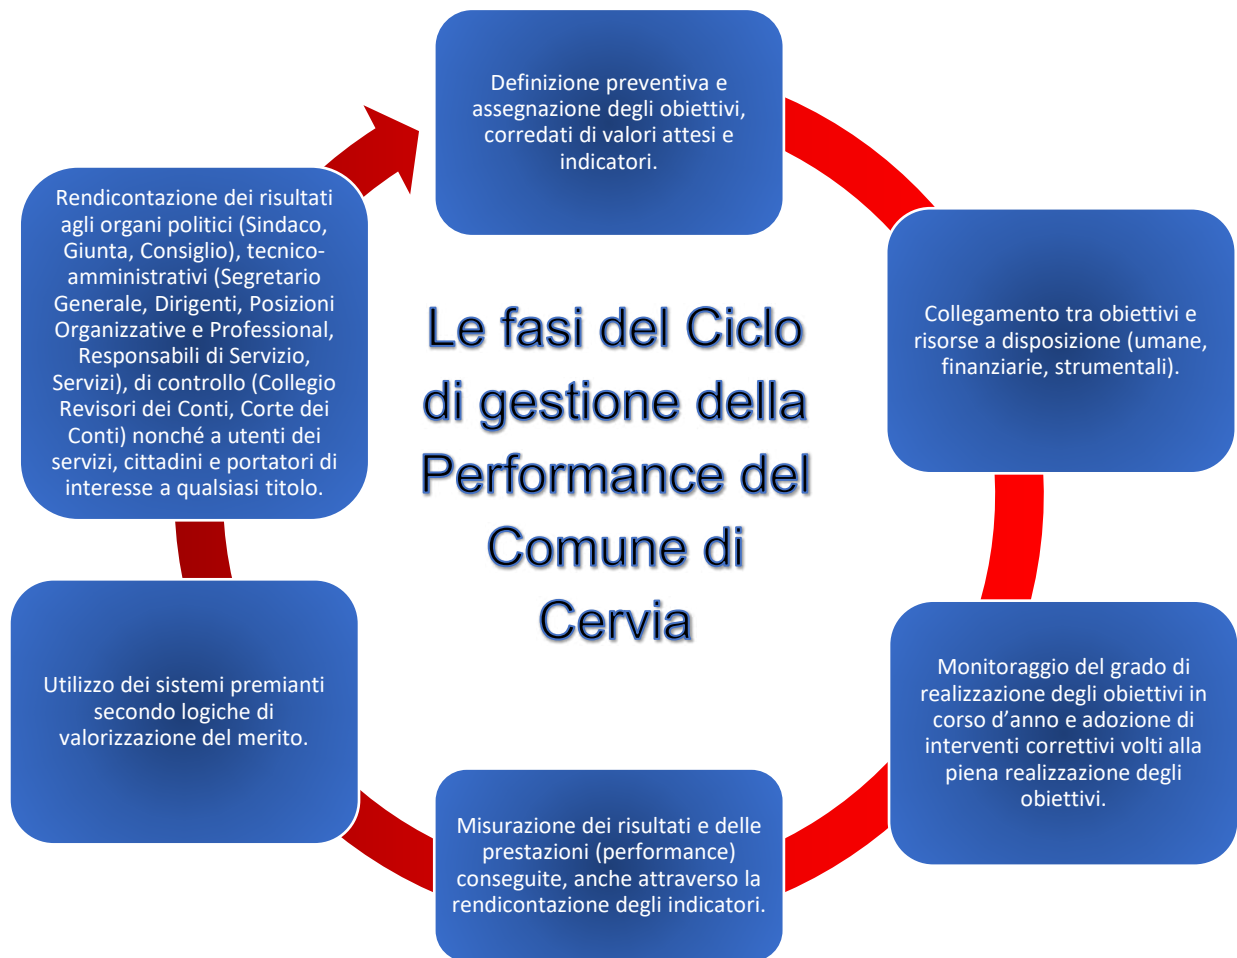 Definizione preventiva e
assegnazione degli obiettivi,
corredati di valori attesi e
indicatori.
Collegamento tra obiettivi e
risorse a disposizione (umane,
finanziarie, strumentali).
Monitoraggio del grado di
realizzazione degli obiettivi in
corso d’anno e adozione di
interventi correttivi volti alla
piena realizzazione degli
obiettivi.
Misurazione dei risultati e delle
prestazioni (performance)
conseguite, anche attraverso la
rendicontazione degli indicatori.
Utilizzo dei sistemi premianti
secondo logiche di
valorizzazione del merito.
Rendicontazione dei risultati
agli organi politici (Sindaco,
Giunta, Consiglio), tecnico-
amministrativi (Segretario
Generale, Dirigenti, Posizioni
Organizzative e Professional,
Responsabili di Servizio,
Servizi), di controllo (Collegio
Revisori dei Conti, Corte dei
Conti) nonché a utenti dei
servizi, cittadini e portatori di
interesse a qualsiasi titolo.
Le fasi del Ciclo
di gestione della
Performance del
Comune di
Cervia